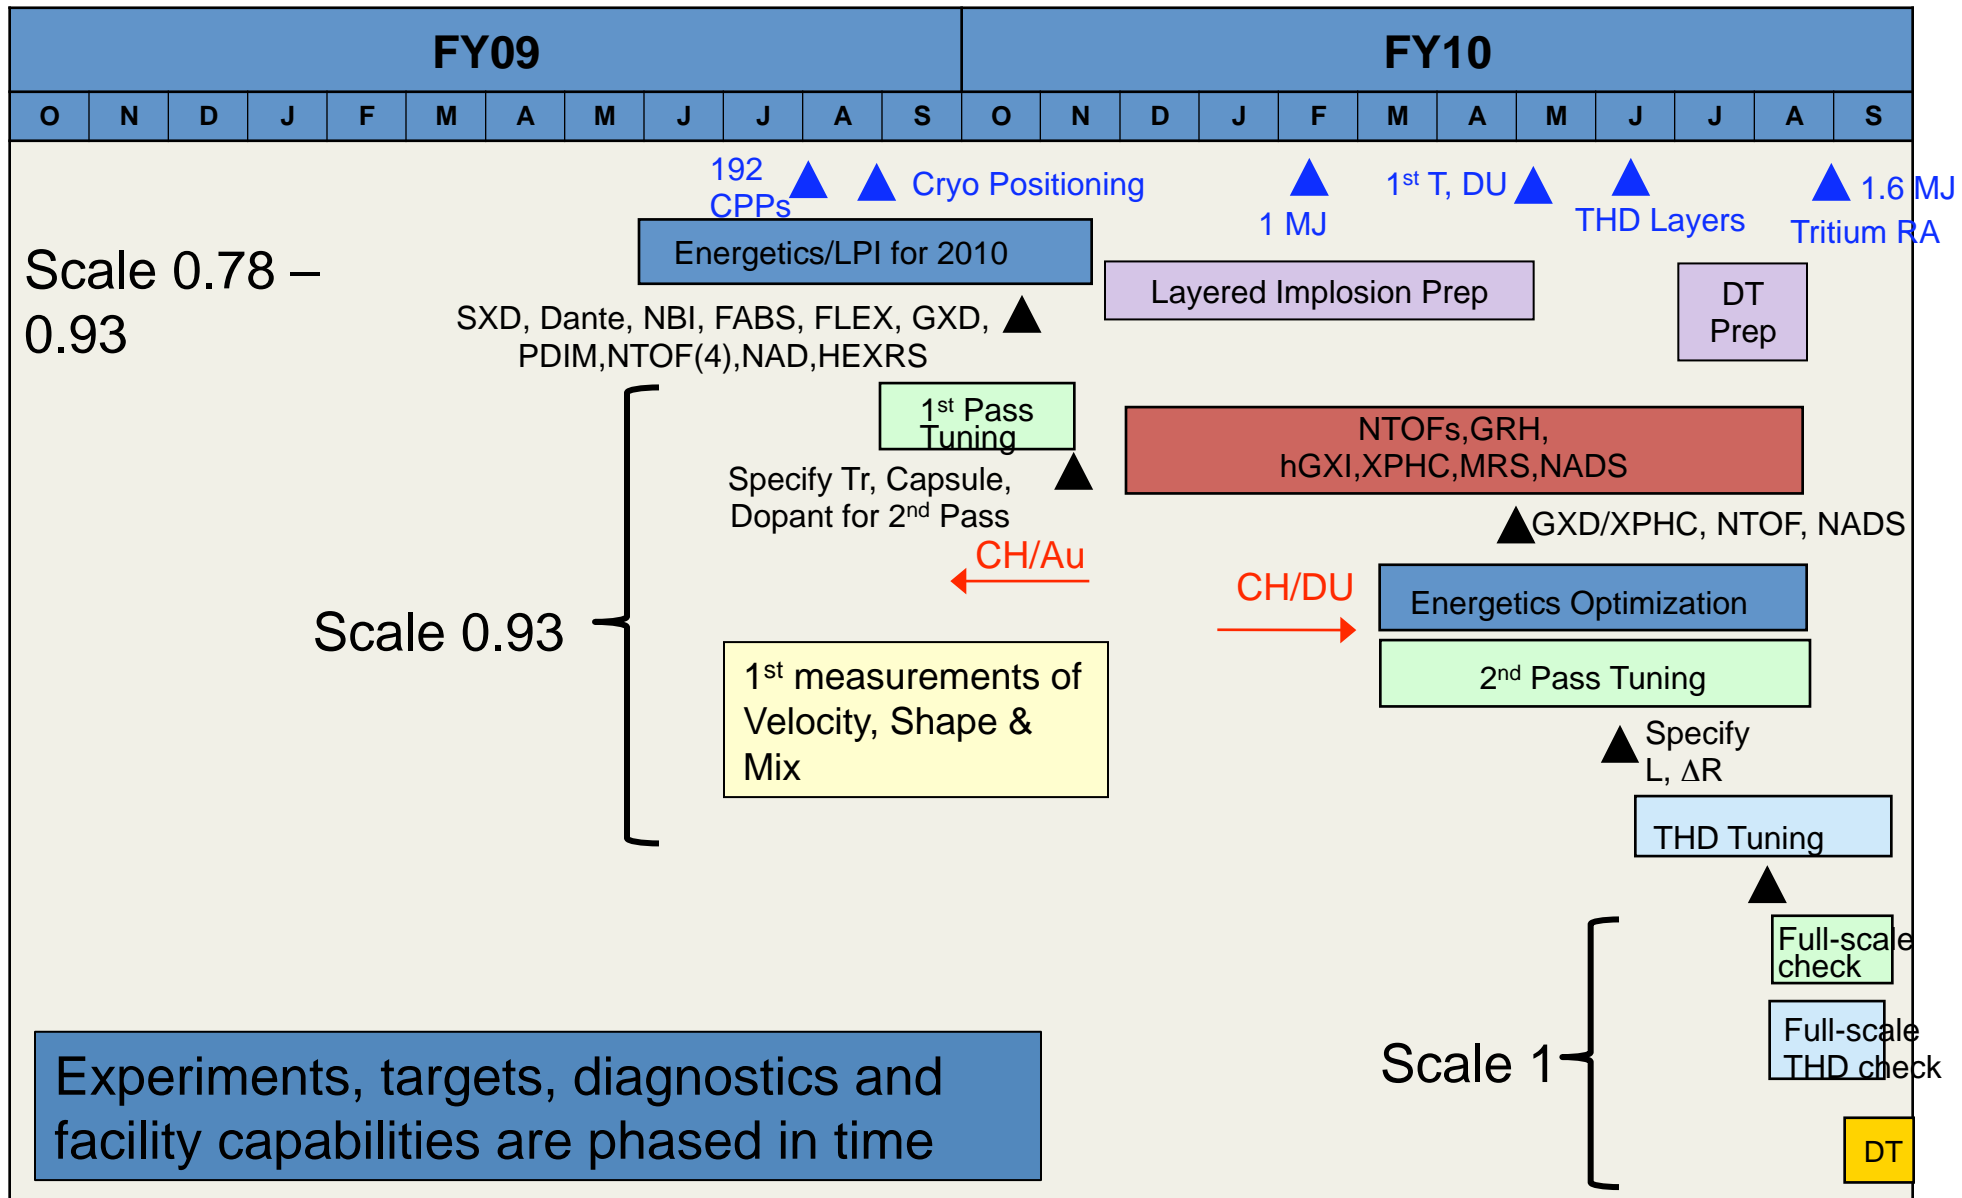 FY09
FY10
O N D J F M A M J J A S O N D J F M A M J J A S
192
CPPs
Cryo Positioning
1 MJ
1st T, DU
THD Layers
1.6 MJ
Tritium RA
Scale 0.78 –
0.93
Energetics/LPI for 2010
Layered Implosion Prep
DT
Prep
SXD, Dante, NBI, FABS, FLEX, GXD,
PDIM,NTOF(4),NAD,HEXRS
1st Pass
Tuning
NTOFs,GRH,
hGXI,XPHC,MRS,NADS
Specify Tr, Capsule,
Dopant for 2nd Pass
GXD/XPHC, NTOF, NADS
CH/Au
CH/DU
Energetics Optimization
Scale 0.93
1st measurements of
Velocity, Shape &
Mix
2nd Pass Tuning
Specify
L, ΔR
THD Tuning
Full-scale
check
Full-scale
THD check
Scale 1
DT
Experiments, targets, diagnostics and
facility capabilities are phased in time